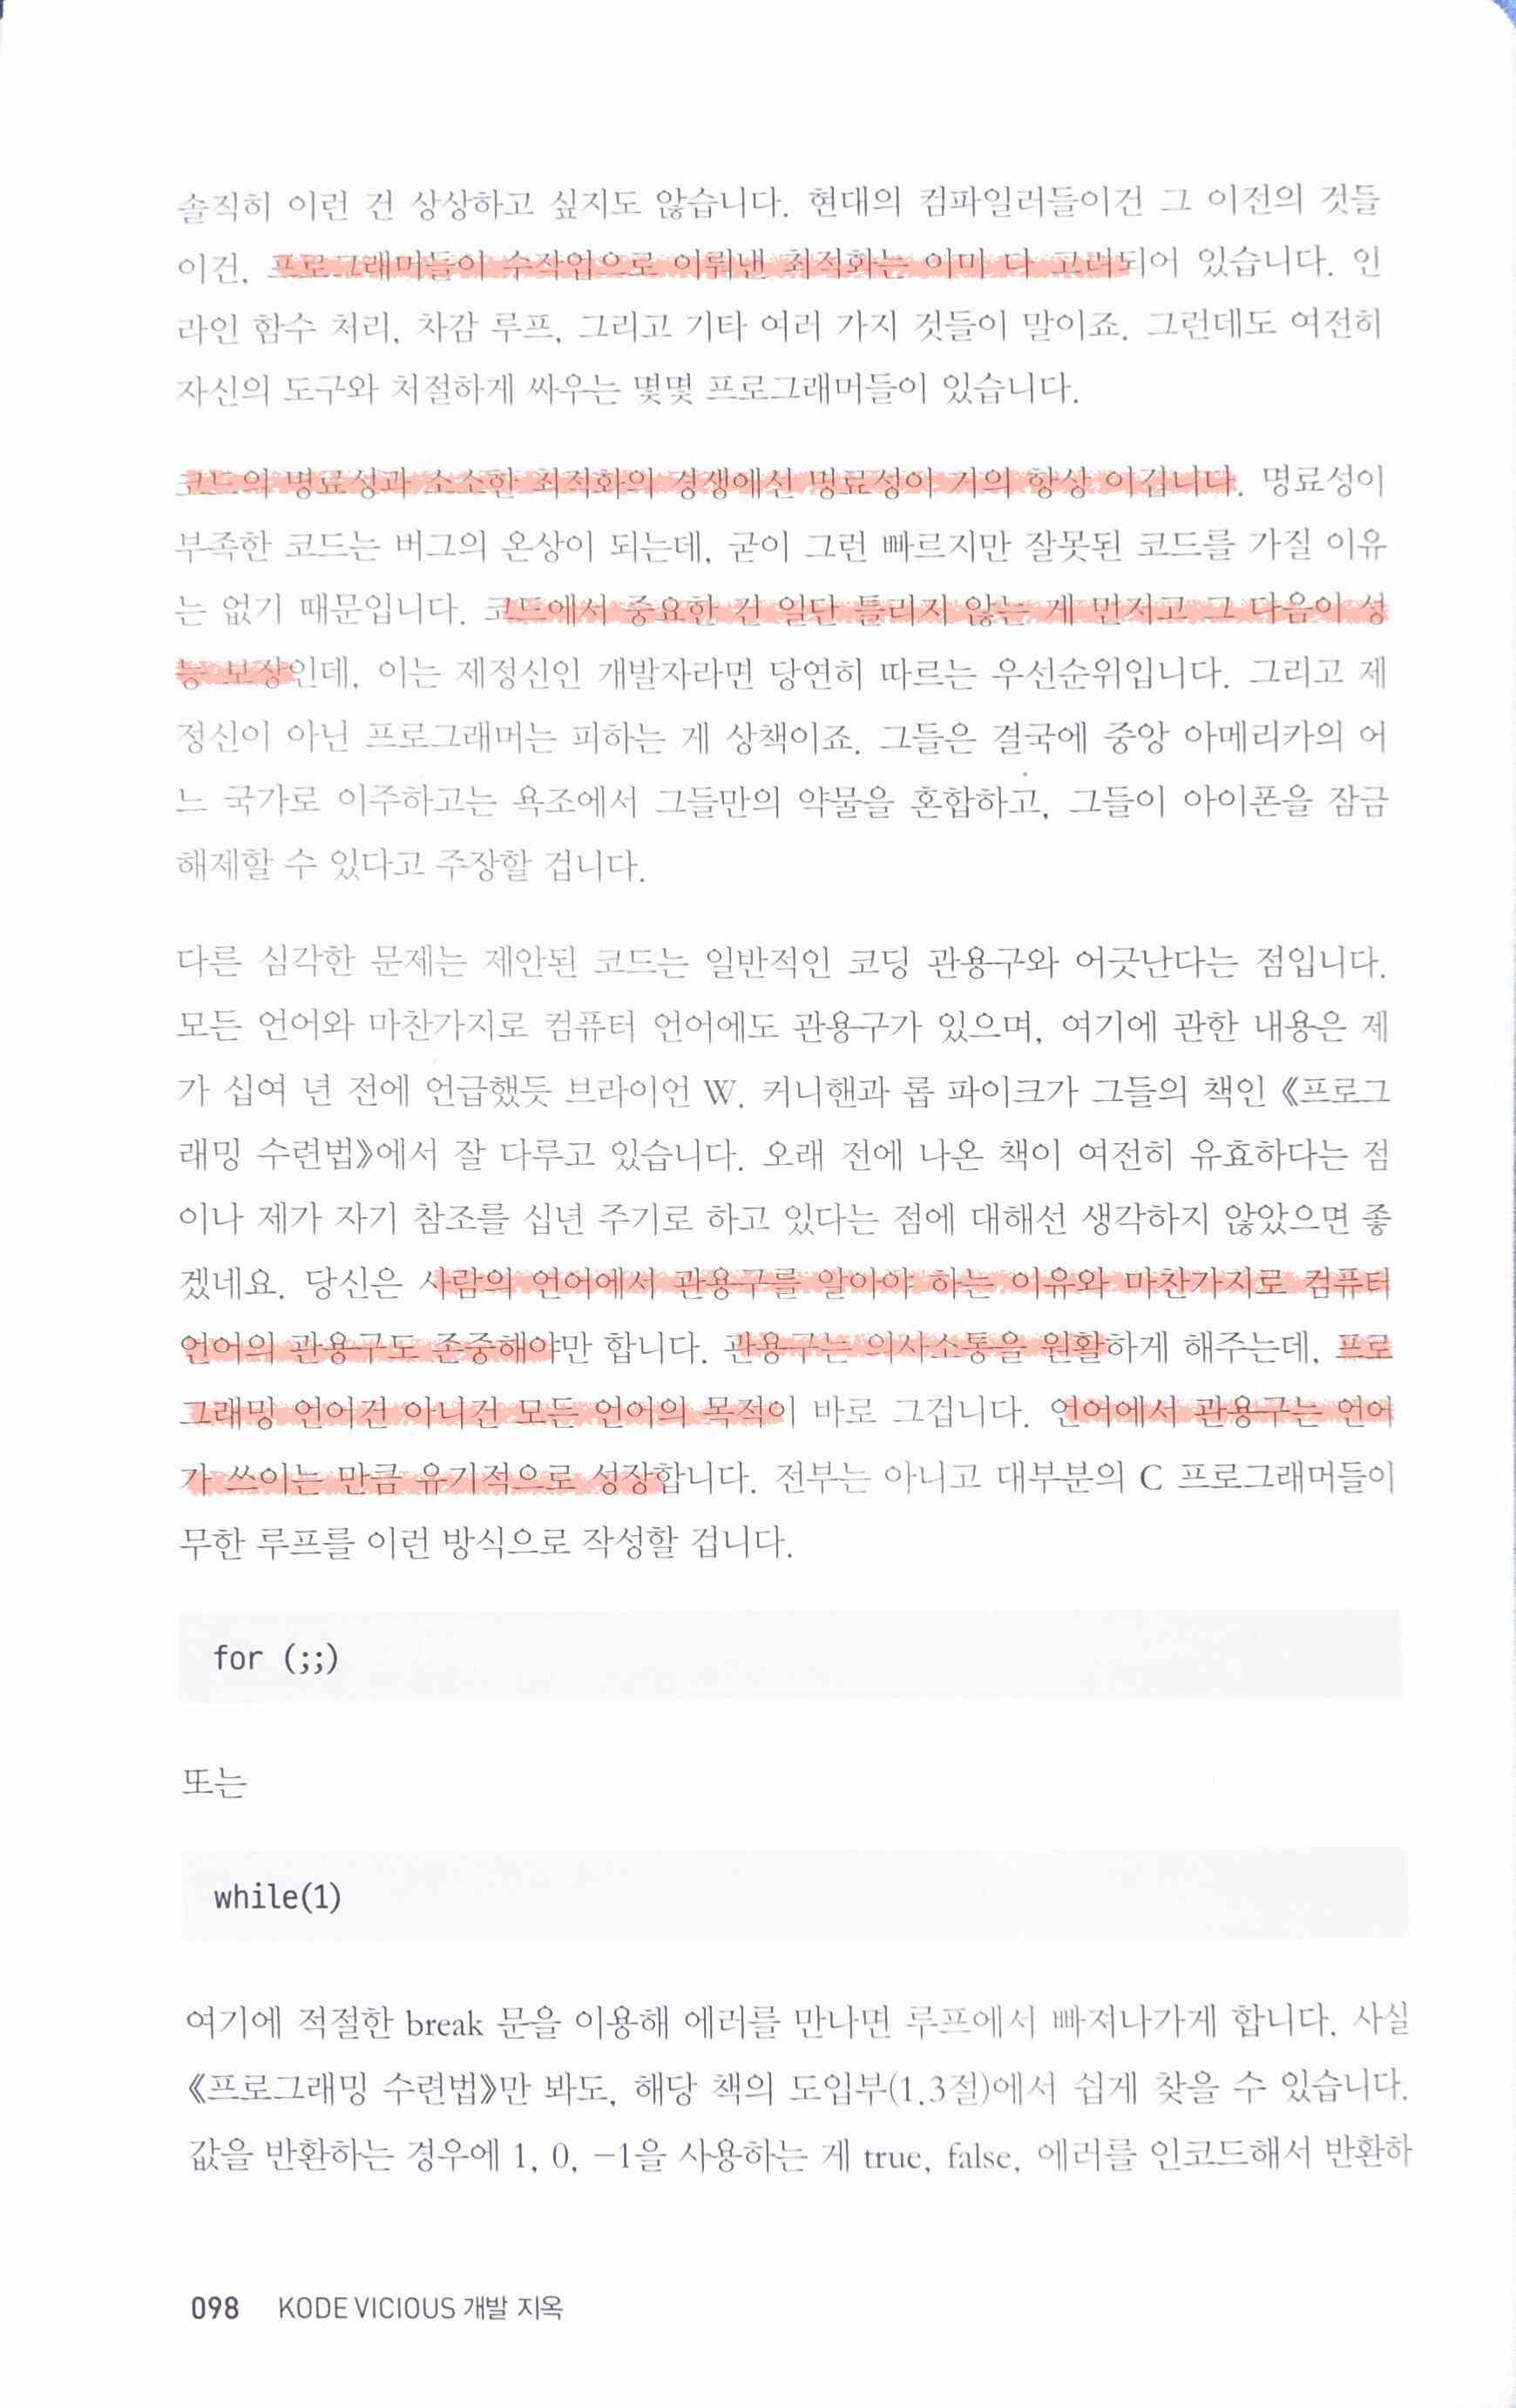 솔직히 이런 건 상상하고 싶지도 않습니다. 현대의 컴파일러들이건 그 이전의 것들
이건, 프로그래머들이 수작업으로 이뤄낸 최적화는 이미 다 고려되어 있습니다. 인
라인 함수 처리, 차감 루프, 그리고 기타 여러 가지 것들이 말이죠. 그런데도 여전히
자신의 도구와 처절하게 싸우는 몇몇 프로그래머들이 있습니다.
코드의 명료성과 소소한 최적화의 경쟁에선 명료성이 거의 항상 이깁니다. 명료성이
부족한 코드는 버그의 온상이 되는데, 굳이 그런 빠르지만 잘못된 코드를 가질 이유
는 없기 때문입니다. 코드에서 중요한 건 일단 틀리지 않는 게 먼저고 그 다음이 성
능 보장인데, 이는 제정신인 개발자라면 당연히 따르는 우선순위입니다. 그리고 제
정신이 아닌 프로그래머는 피하는 게 상책이죠. 그들은 결국에 중앙 아메리카의 어
느 국가로 이주하고는 욕조에서 그들만의 약물을 혼합하고, 그들이 아이폰을 잠금
해제할 수 있다고 주장할 겁니다.
다른 심각한 문제는 제안된 코드는 일반적인 코딩 관용구와 어긋난다는 점입니다.
모든 언어와 마찬가지로 컴퓨터 언어에도 관용구가 있으며, 여기에 관한 내용은 제
가 십여 년 전에 언급했듯 브라이언 W. 커니핸과 롭 파이크가 그들의 책인 《프로그
래밍 수련법》에서 잘 다루고 있습니다. 오래 전에 나온 책이 여전히 유효하다는 점
이나 제가 자기 참조를 십년 주기로 하고 있다는 점에 대해선 생각하지 않았으면 좋
겠네요. 당신은 사람의 언어에서 관용구를 알아야 하는 이유와 마찬가지로 컴퓨터
언어의 관용구도 존중해야만 합니다. 관용구는 의사소통을 원활하게 해주는데, 프로
그래밍 언어건 아니건 모든 언어의 목적이 바로 그겁니다. 언어에서 관용구는 언어
가 쓰이는 만큼 유기적으로 성장합니다. 전부는 아니고 대부분의 C 프로그래머들이
무한 루프를 이런 방식으로 작성할 겁니다.
for (;;)
또는
while(1)
여기에 적절한 break 문을 이용해 에러를 만나면 루프에서 빠져나가게 합니다. 사실
《프로그래밍 수련법》만 봐도, 해당 책의 도입부(1.3절)에서 쉽게 찾을 수 있습니다.
값을 반환하는 경우에 1, 0, -1을 사용하는 게 true, false, 에러를 인코드해서 반환하
098 KODE VICIOUS 개발 지옥